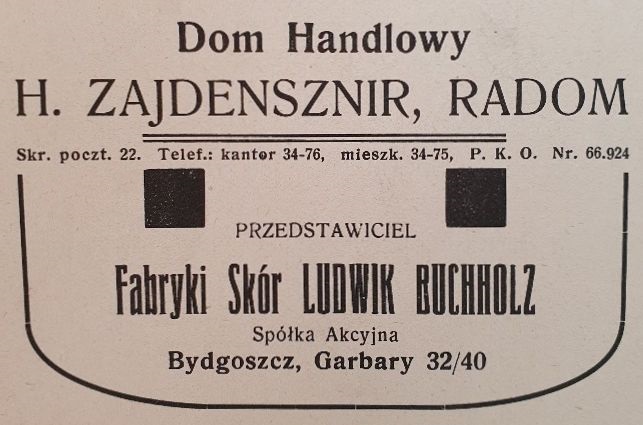 Dom Handlowy
H. ZAJDENSZNIR, RADOM
Skr. poczt. 22. Telef.: kantor 34-76, mieszk. 34-75, P. K. O. Nr. 66.924
PRZEDSTAWICIEL
Fabryki Skór LUDWIK BUCHHOLZ
Spółka Akcyjna
Bydgoszcz, Garbary 32/40